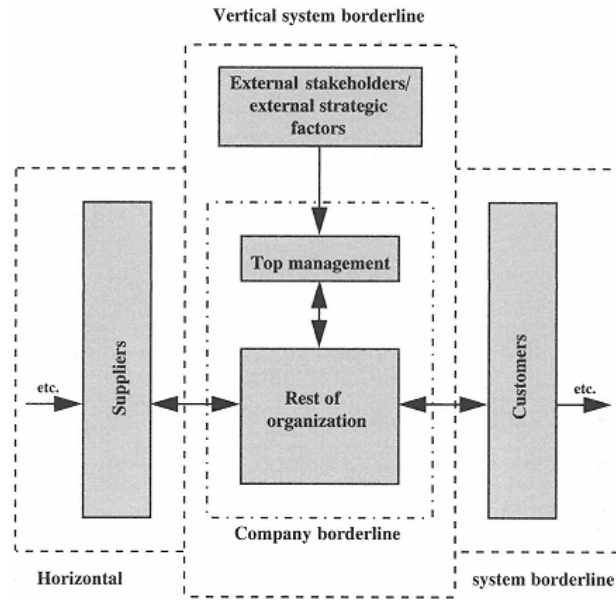 Vertical system borderline
External stakeholders/
external strategic
factors
Top management
etc.
Suppliers
Rest of
organization
Customers
etc.
Company borderline
Horizontal
system borderline